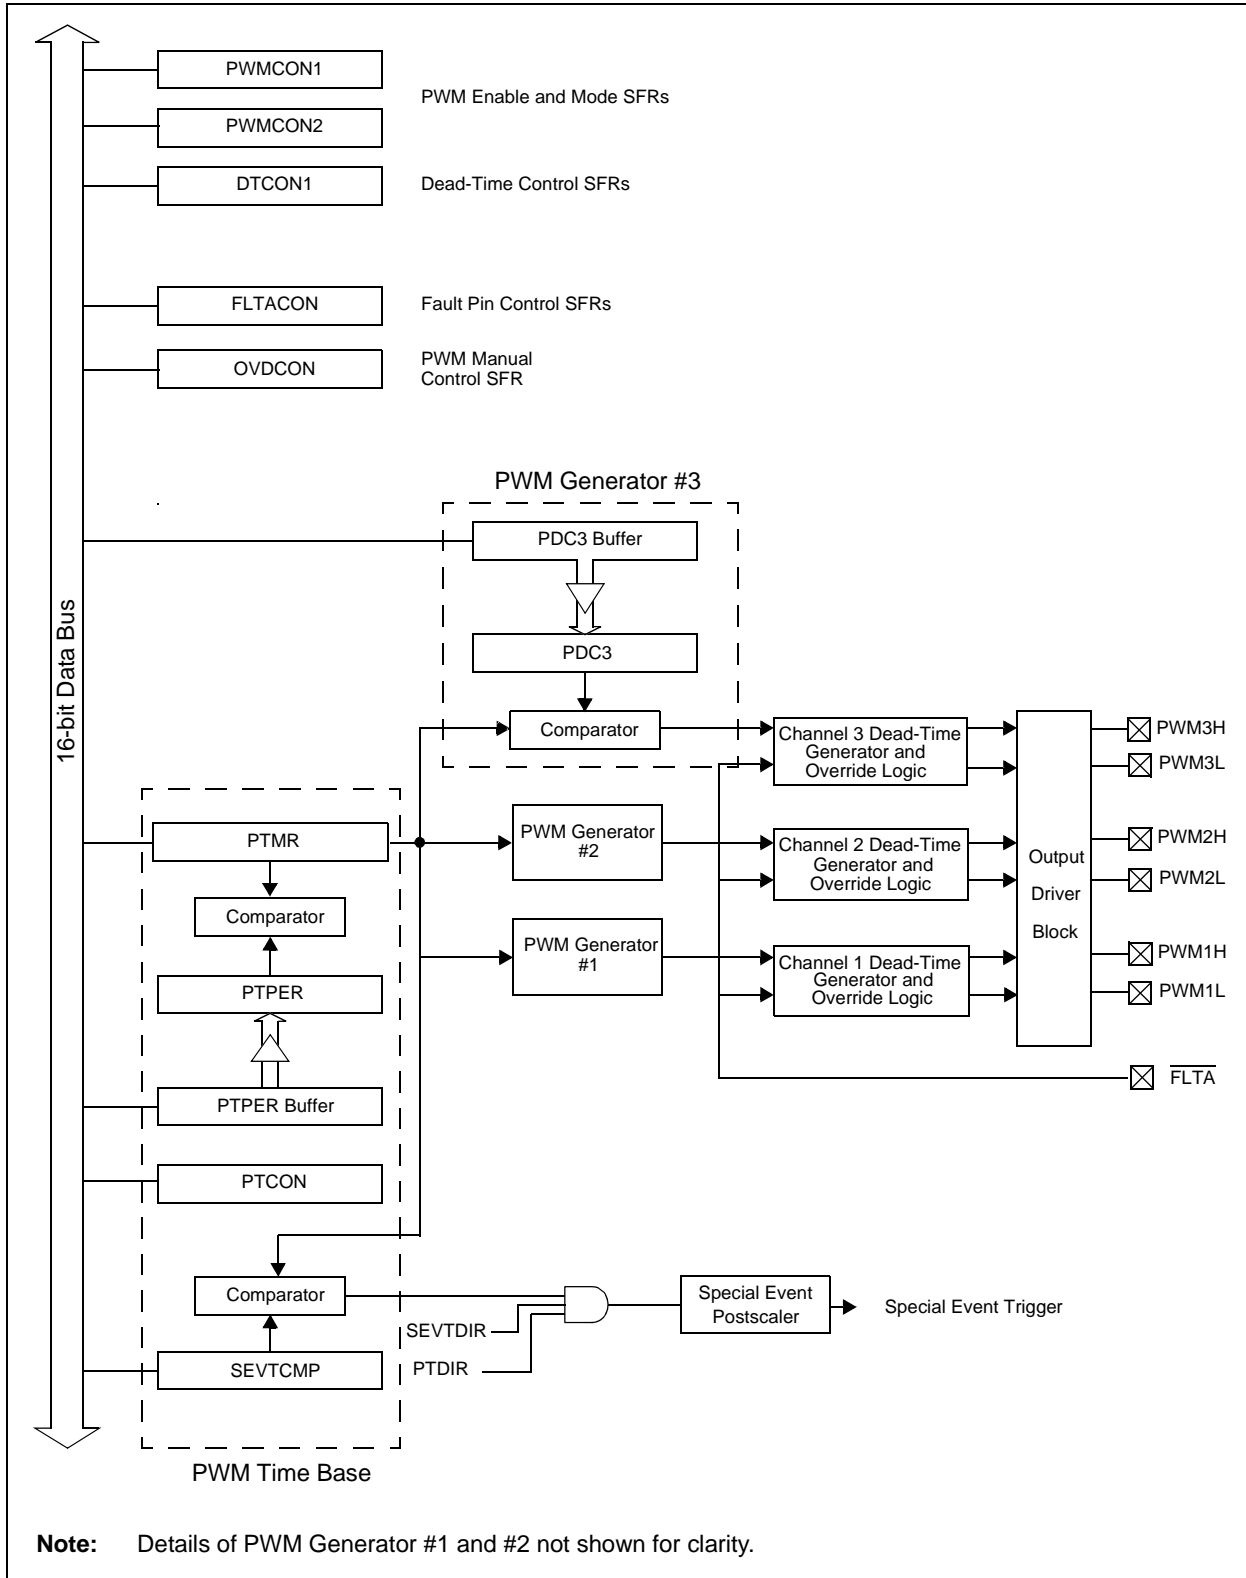 PWMCON1
PWM Enable and Mode SFRs
PWMCON2
DTCON1
Dead-Time Control SFRs
FLTACON
Fault Pin Control SFRs
OVDCON
PWM Manual
Control SFR
16-bit Data Bus
PWM Generator #3
PDC3 Buffer
PDC3
Comparator
Channel 3 Dead-Time
Generator and
Override Logic
PWM3H
PWM3L
PTMR
PWM Generator
#2
Channel 2 Dead-Time
Generator and
Override Logic
PWM2H
PWM2L
Output
Driver
Block
Comparator
PWM Generator
#1
Channel 1 Dead-Time
Generator and
Override Logic
PWM1H
PWM1L
PTPER
FLTA
PTPER Buffer
PTCON
Comparator
SEVTDIR
PTDIR
Special Event
Postscaler
Special Event Trigger
SEVTCMP
PWM Time Base
Note: Details of PWM Generator #1 and #2 not shown for clarity.